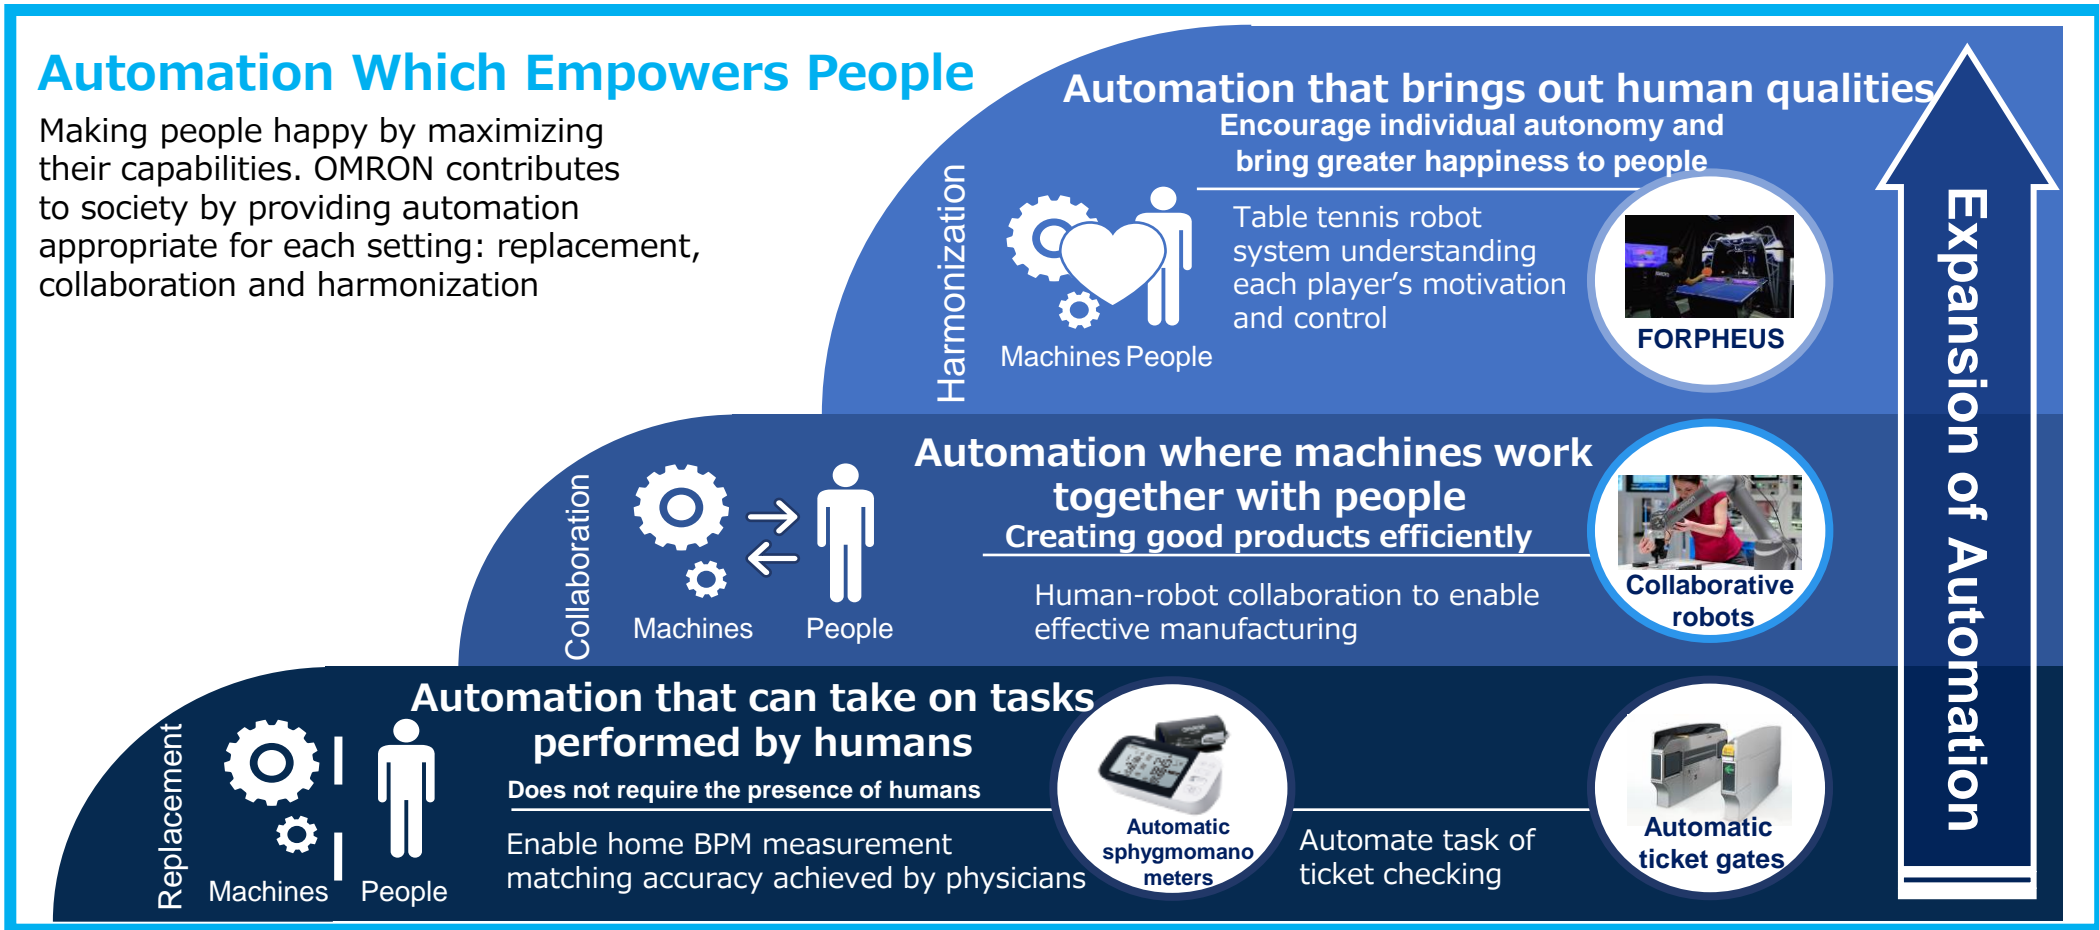 Automation Which Empowers People
Making people happy by maximizing
their capabilities. OMRON contributes
to society by providing automation
appropriate for each setting: replacement,
collaboration and harmonization
Automation that brings out human qualities
Encourage individual autonomy and
bring greater happiness to people
Harmonization
Machines People
Table tennis robot
system understanding
each player's motivation
and control
FORPHEUS
Expansion of Automation
Automation where machines work
together with people
Creating good products efficiently
Collaboration
Machines People
Human-robot collaboration to enable
effective manufacturing
Collaborative
robots
Automation that can take on tasks
performed by humans
Does not require the presence of humans
Replacement
Machines People
Enable home BPM measurement
matching accuracy achieved by physicians
Automatic
sphygmomano
meters
Automate task of
ticket checking
Automatic
ticket gates